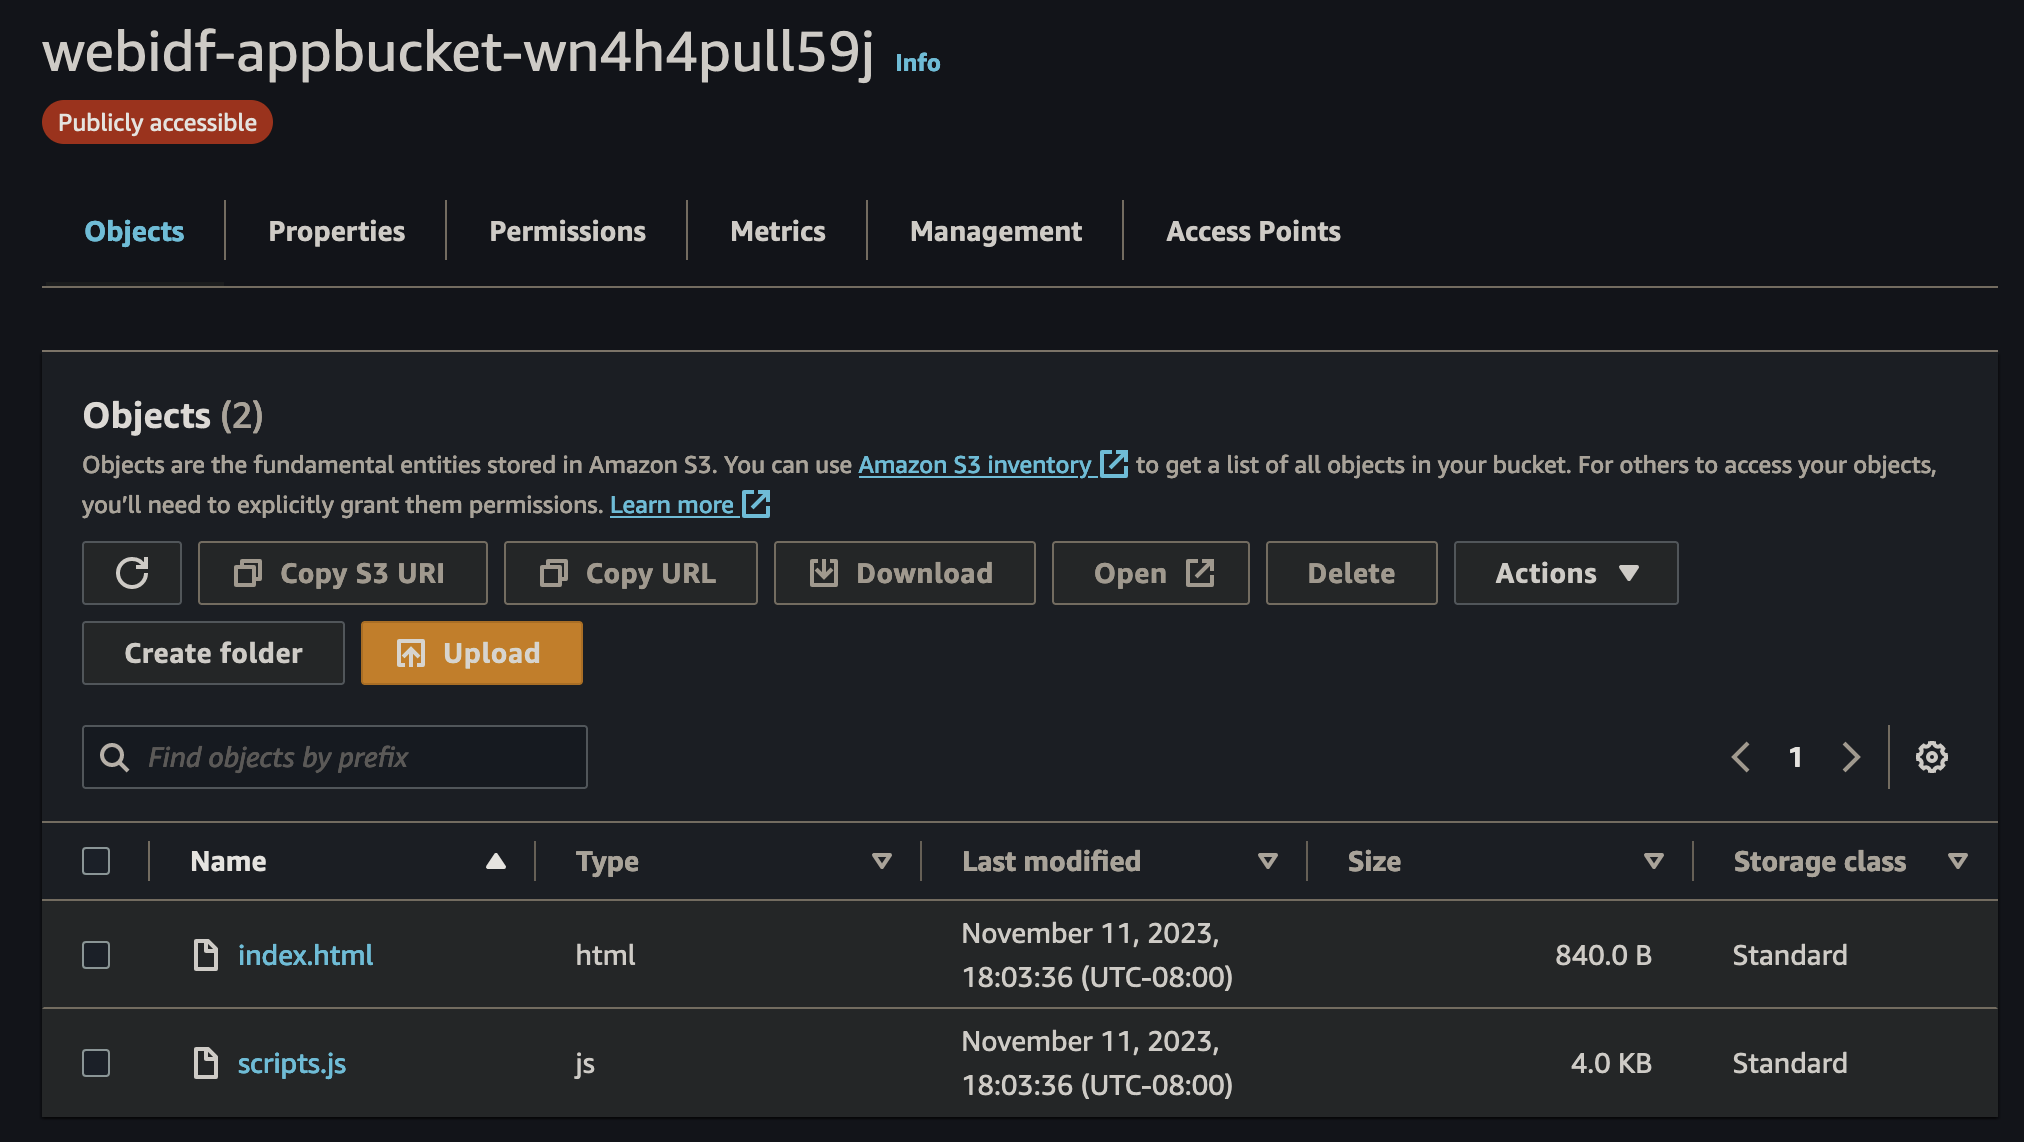 webidf-appbucket-wn4h4pull59j Info
Publicly accessible
Objects Properties Permissions Metrics Management Access Points
Objects (2)
Objects are the fundamental entities stored in Amazon S3. You can use Amazon S3 inventory to get a list of all objects in your bucket. For others to access your objects,
you’ll need to explicitly grant them permissions. Learn more
Copy S3 URI Copy URL Download Open Delete Actions
Create folder Upload
Find objects by prefix 1
Name Type Last modified Size Storage class
index.html html November 11, 2023, 840.0 B Standard
18:03:36 (UTC-08:00)
scripts.js js November 11, 2023, 4.0 KB Standard
18:03:36 (UTC-08:00)